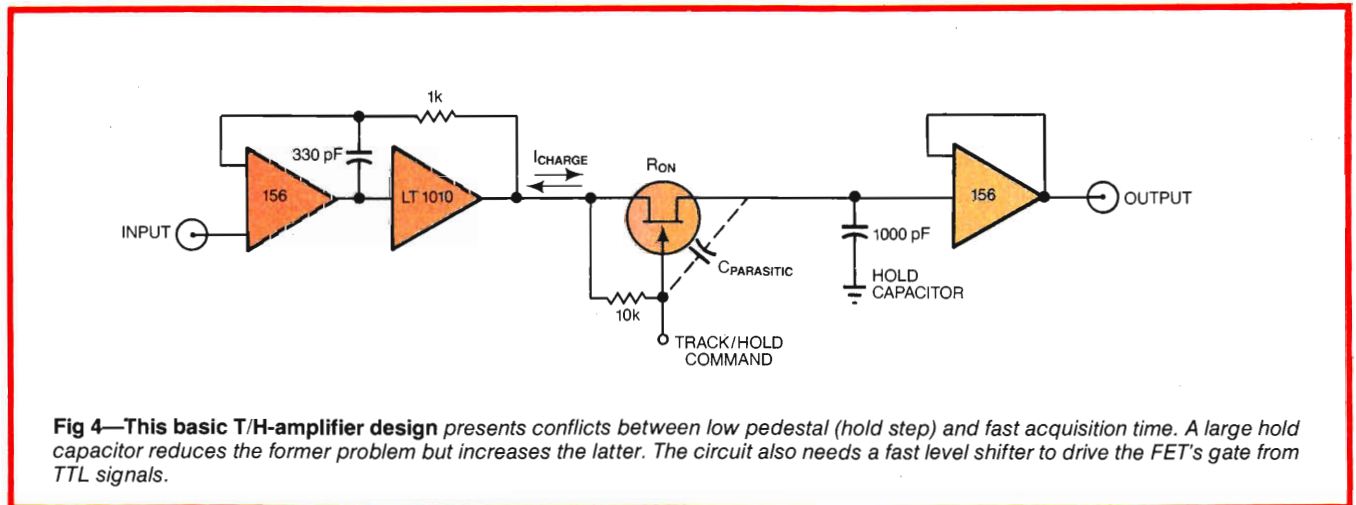 1k
330 pF
I_CHARGE
R_ON
156
LT 1010
156
INPUT
OUTPUT
1000 pF
C_PARASITIC
HOLD
CAPACITOR
10k
TRACK/HOLD
COMMAND
Fig 4—This basic T/H-amplifier design presents conflicts between low pedestal (hold step) and fast acquisition time. A large hold
capacitor reduces the former problem but increases the latter. The circuit also needs a fast level shifter to drive the FET's gate from
TTL signals.